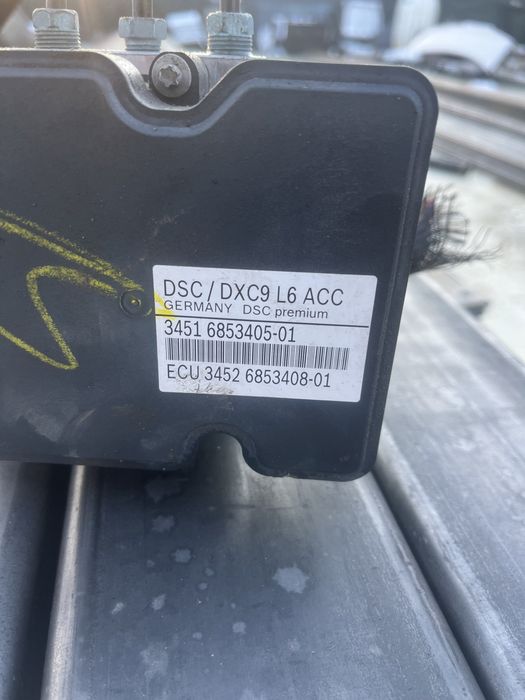 DSC / DXC9 L6 ACC
GERMANY DSC premium
3451 6853405-01
ECU 3452 6853408-01